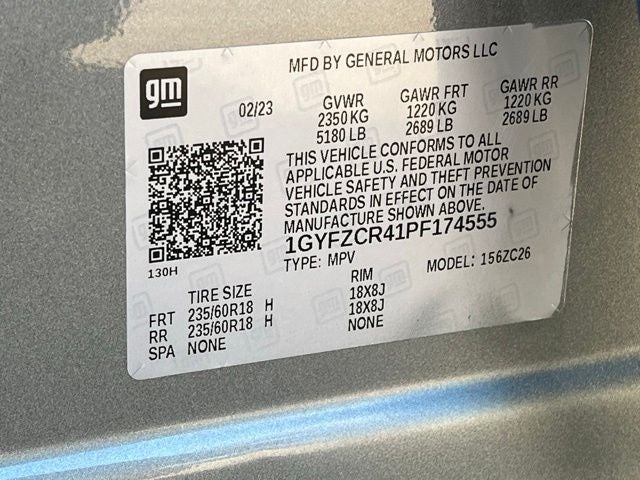 gm
MFD BY GENERAL MOTORS LLC
02/23
GVWR
2350 KG
5180 LB
GAWR FRT
1220 KG
2689 LB
GAWR RR
1220 KG
2689 LB
THIS VEHICLE CONFORMS TO ALL
APPLICABLE U.S. FEDERAL MOTOR
VEHICLE SAFETY AND THEFT PREVENTION
STANDARDS IN EFFECT ON THE DATE OF
MANUFACTURE SHOWN ABOVE.
1GYFZCR41PF174555
TYPE: MPV
MODEL: 156ZC26
130H
TIRE SIZE RIM
FRT 235/60R18 H 18X8J
RR 235/60R18 H 18X8J
SPA NONE NONE